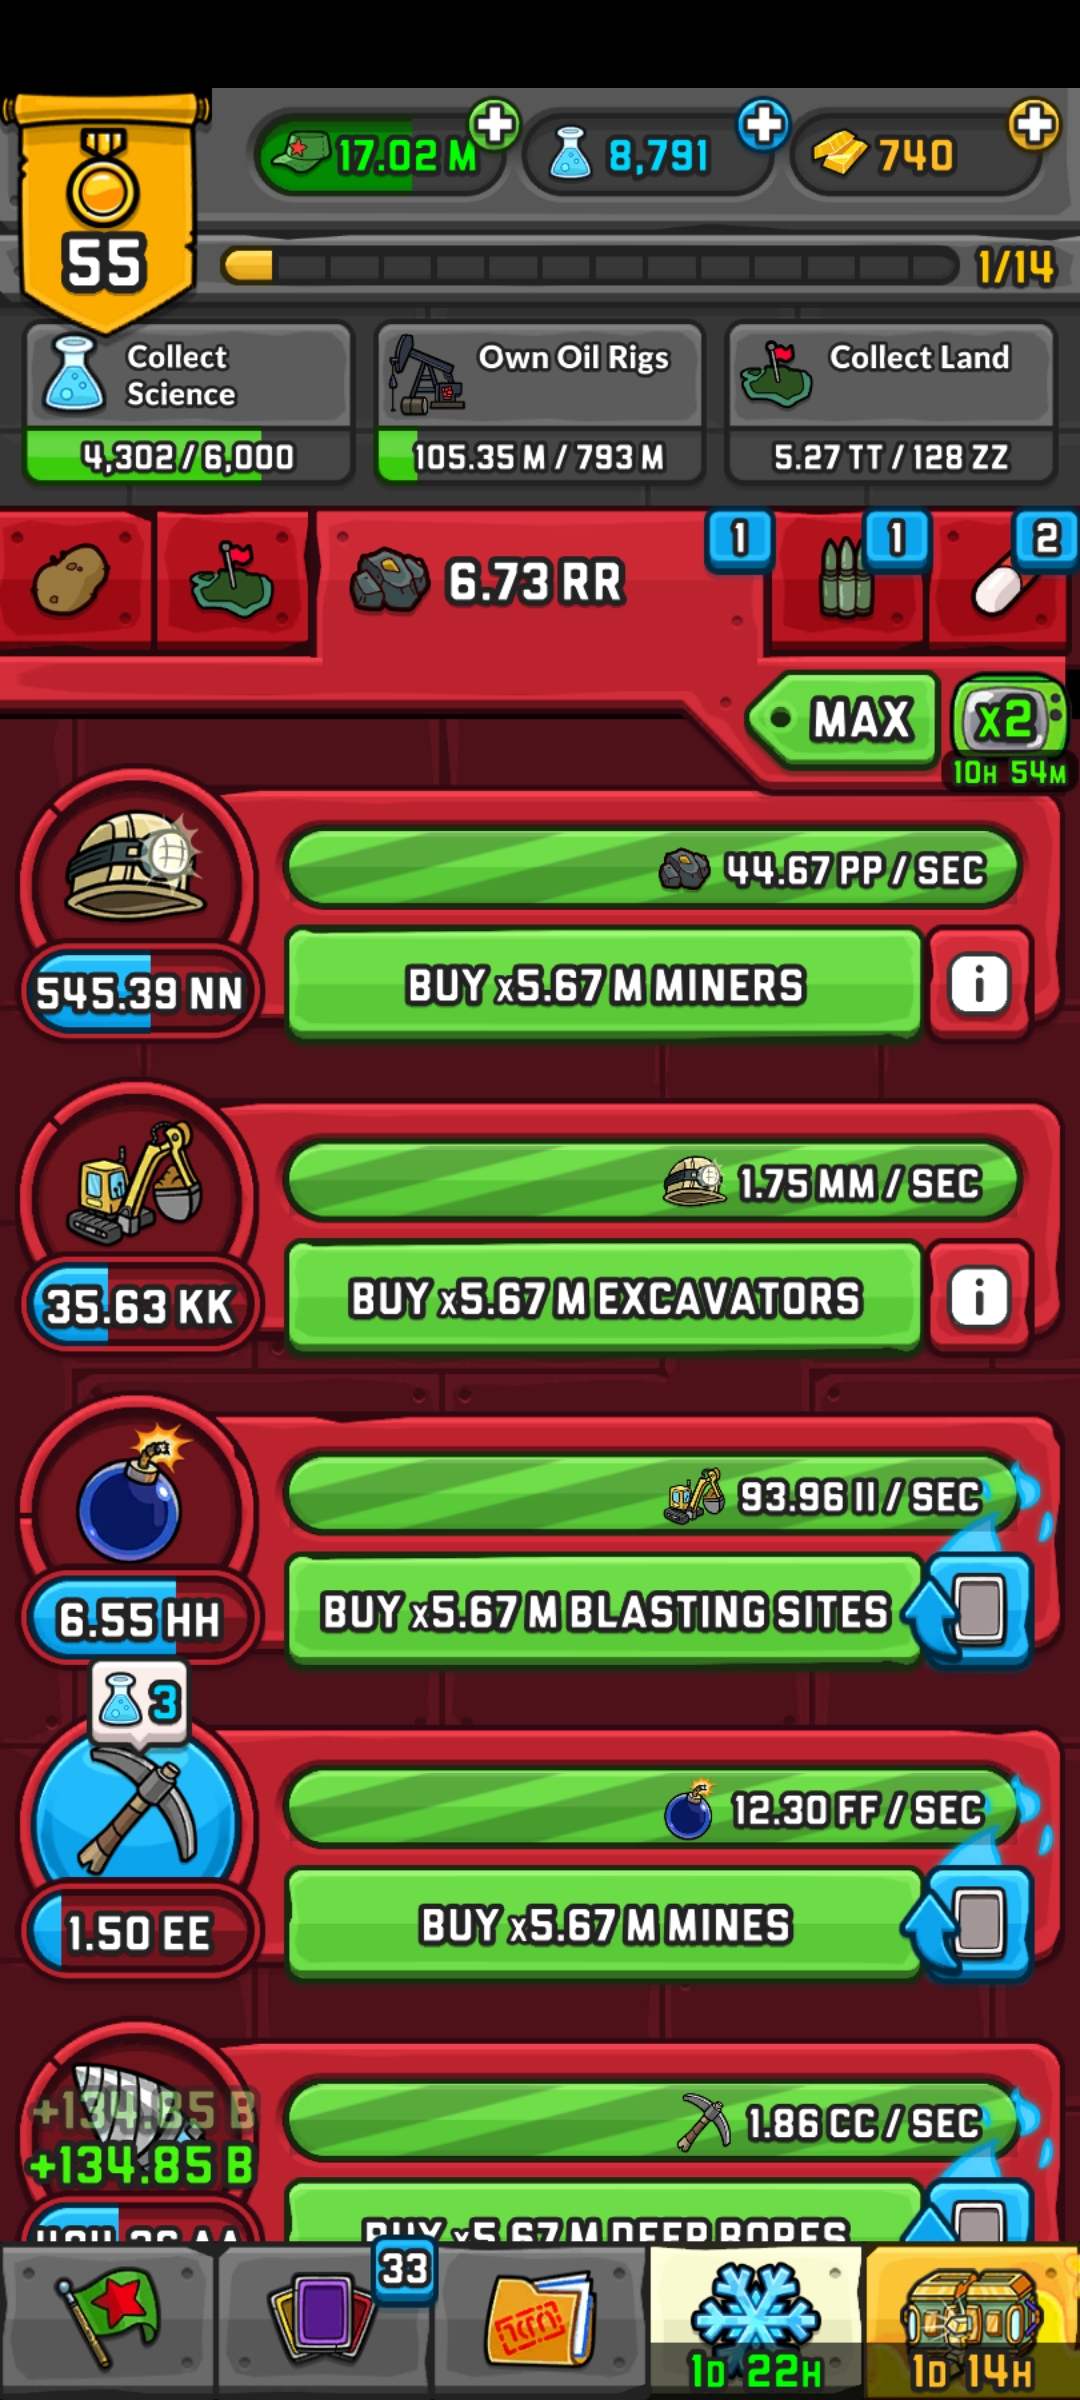 17.02 M
8,791
740
55
1/14
Collect
Science
4,302/6,000
Own Oil Rigs
105.35 M / 793 M
Collect Land
5.27 TT / 128 ZZ
6.73 RR
1
1
2
MAX
x2
10H 54M
44.67 PP / SEC
545.39 NN
BUY x5.67 M MINERS
i
1.75 MM / SEC
35.63 KK
BUY x5.67 M EXCAVATORS
i
93.96 II / SEC
6.55 HH
BUY x5.67 M BLASTING SITES
3
12.30 FF / SEC
1.50 EE
BUY x5.67 M MINES
+134.85 B
+134.85 B
1.86 CC / SEC
BUY x5.67 M DEEP BORES
33
1D 22H
1D 14H